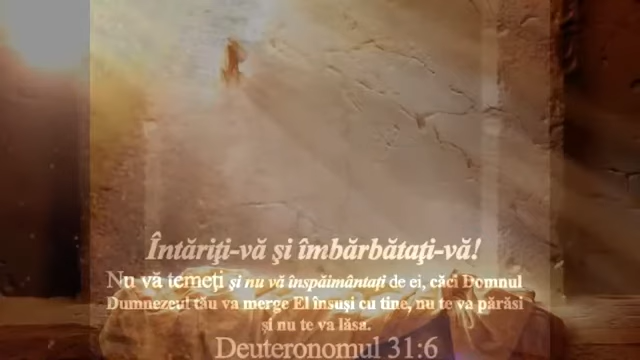 Întăriţi-vă şi îmbărbătaţi-vă!
Nu vă temeţi şi nu vă înspăimântaţi de ei, căci Domnul
Dumnezeul tău va merge El însuşi cu tine, nu te va părăsi
şi nu te va lăsa.
Deuteronomul 31:6